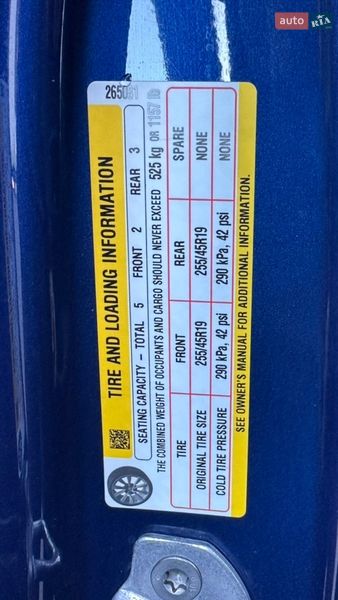 auto RIA
TIRE AND LOADING INFORMATION
SEATING CAPACITY – TOTAL 5 FRONT 2 REAR 3
THE COMBINED WEIGHT OF OCCUPANTS AND CARGO SHOULD NEVER EXCEED 525 kg OR 1157 lb
TIRE FRONT REAR SPARE
ORIGINAL TIRE SIZE 255/45R19 255/45R19 NONE
COLD TIRE PRESSURE 290 kPa, 42 psi 290 kPa, 42 psi NONE
SEE OWNER'S MANUAL FOR ADDITIONAL INFORMATION.